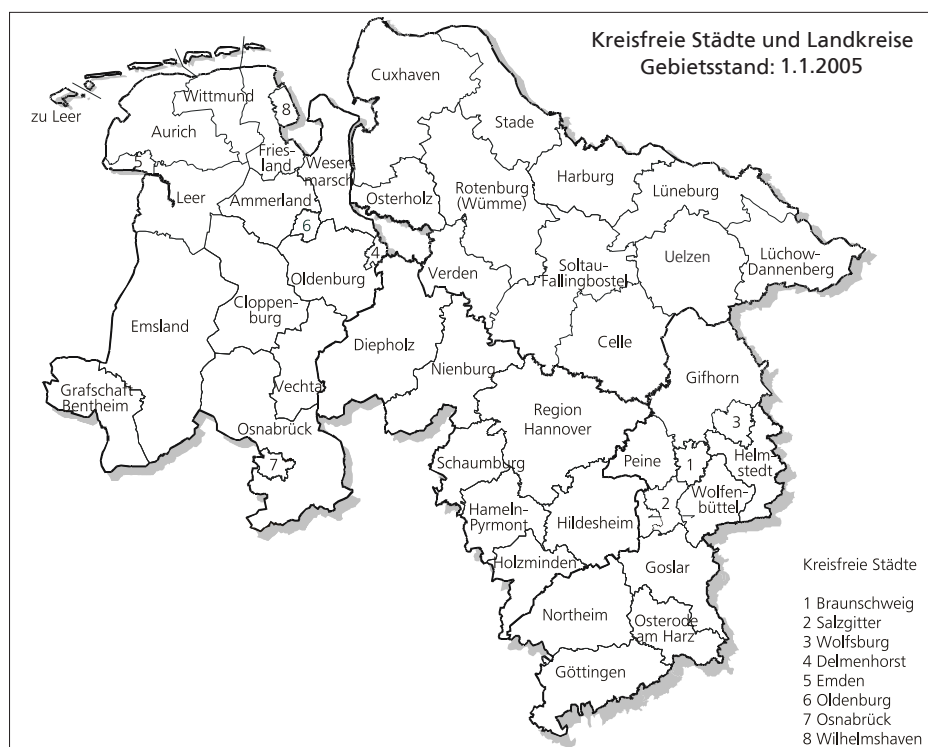 Kreisfreie Städte und Landkreise
Gebietsstand: 1.1.2005
Cuxhaven
Wittmund
8
zu Leer
Aurich
Stade
Fries-
land
Weser
marsch
Harburg
Lüneburg
Leer
Ammerland
Osterholz
Rotenburg
(Wümme)
6
4
Oldenburg
Verden
Soltau-
Fallingbostel
Uelzen
Lüchow-
Dannenberg
Cloppen-
burg
Emsland
Diepholz
Celle
Nienburg
Gifhorn
Grafschaft
Bentheim
Vechta
Region
Hannover
Osnabrück
3
7
Schaumburg
Peine
1
Helm-
stedt
2
Wolfen-
büttel
Hameln-
Pyrmont
Hildesheim
Holzminden
Goslar
Northeim
Osterode
am Harz
Göttingen
Kreisfreie Städte
1 Braunschweig
2 Salzgitter
3 Wolfsburg
4 Delmenhorst
5 Emden
6 Oldenburg
7 Osnabrück
8 Wilhelmshaven